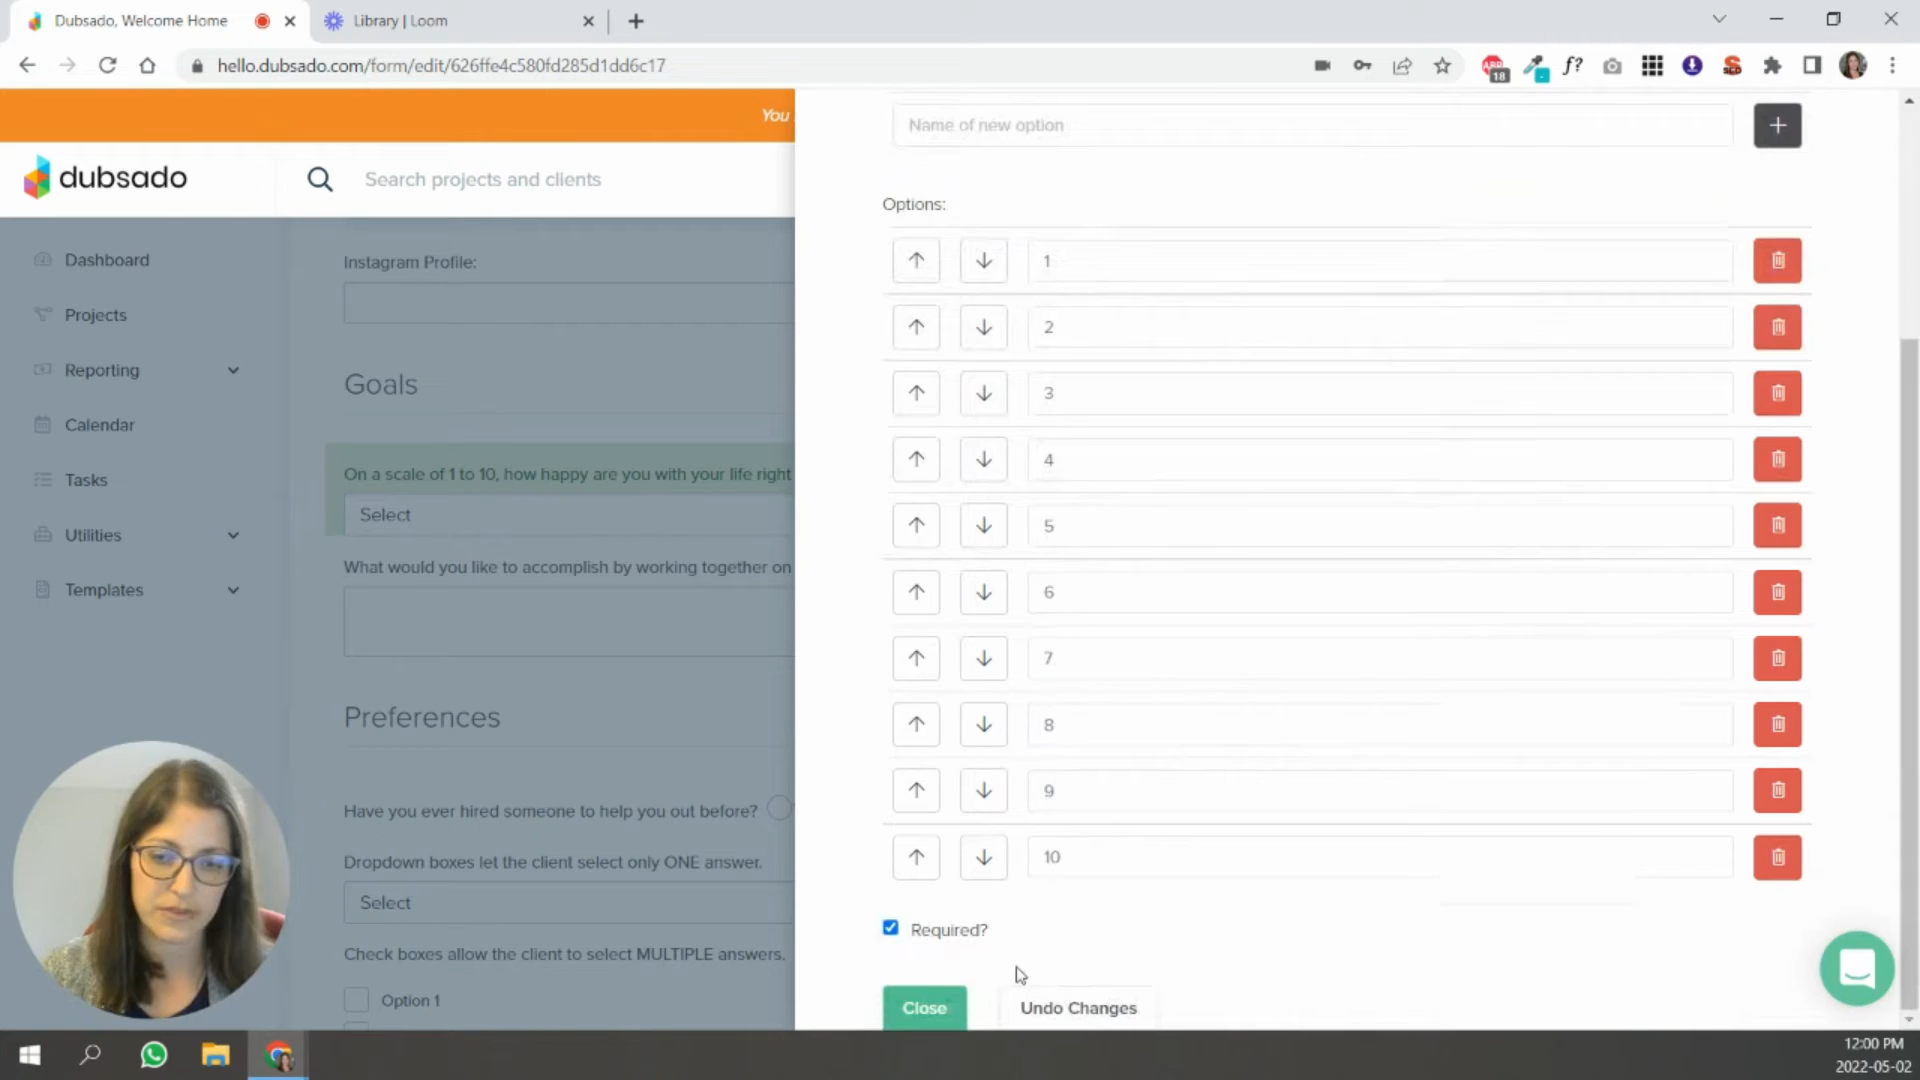 Dubsado, Welcome Home
Library | Loom
hello.dubsado.com/form/edit/626ffe4c580fd285d1dd6c17
18
f?
You
dubsado
Search projects and clients
Name of new option
Options:
Dashboard
Projects
Reporting
Calendar
Tasks
Utilities
Templates
Instagram Profile:
Goals
On a scale of 1 to 10, how happy are you with your life right
Select
What would you like to accomplish by working together on
Preferences
Have you ever hired someone to help you out before?
Dropdown boxes let the client select only ONE answer.
Select
Check boxes allow the client to select MULTIPLE answers.
Option 1
1
2
3
4
5
6
7
8
9
10
Required?
Close
Undo Changes
12:00 PM
2022-05-02